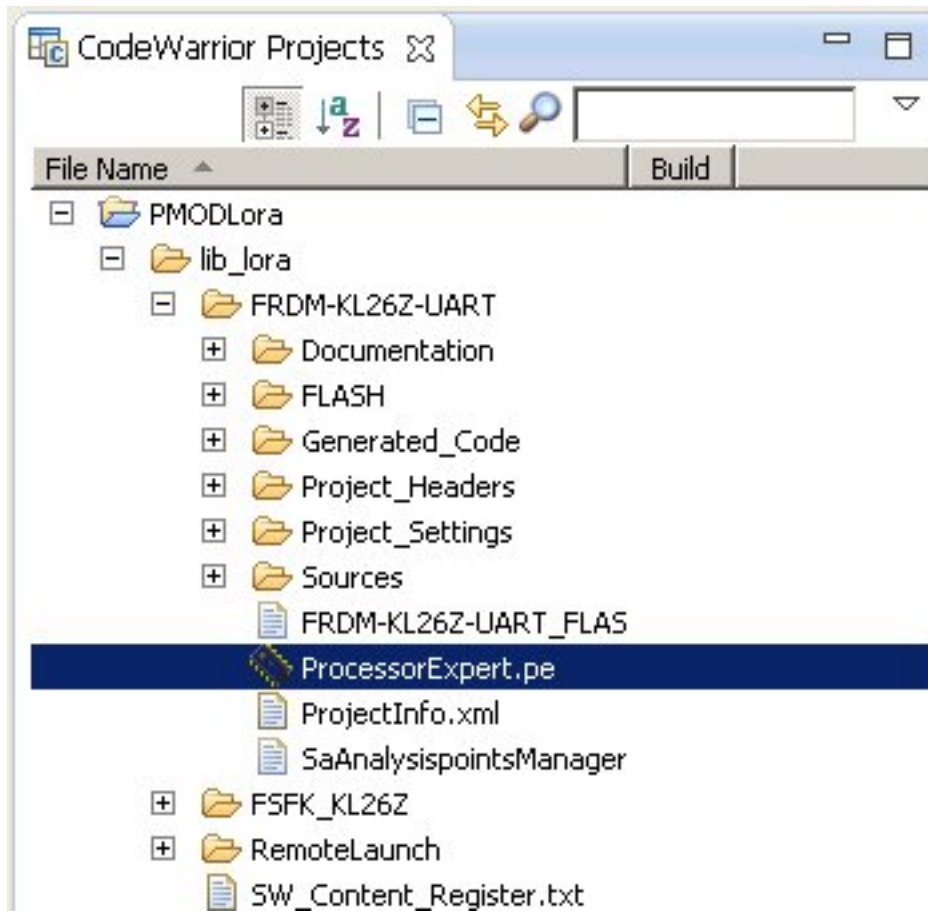 CodeWarrior Projects
File Name Build
PMODLora
lib_lora
FRDM-KL26Z-UART
Documentation
FLASH
Generated_Code
Project_Headers
Project_Settings
Sources
FRDM-KL26Z-UART_FLAS
ProcessorExpert.pe
ProjectInfo.xml
SaAnalysispointsManager
FSFK_KL26Z
RemoteLaunch
SW_Content_Register.txt